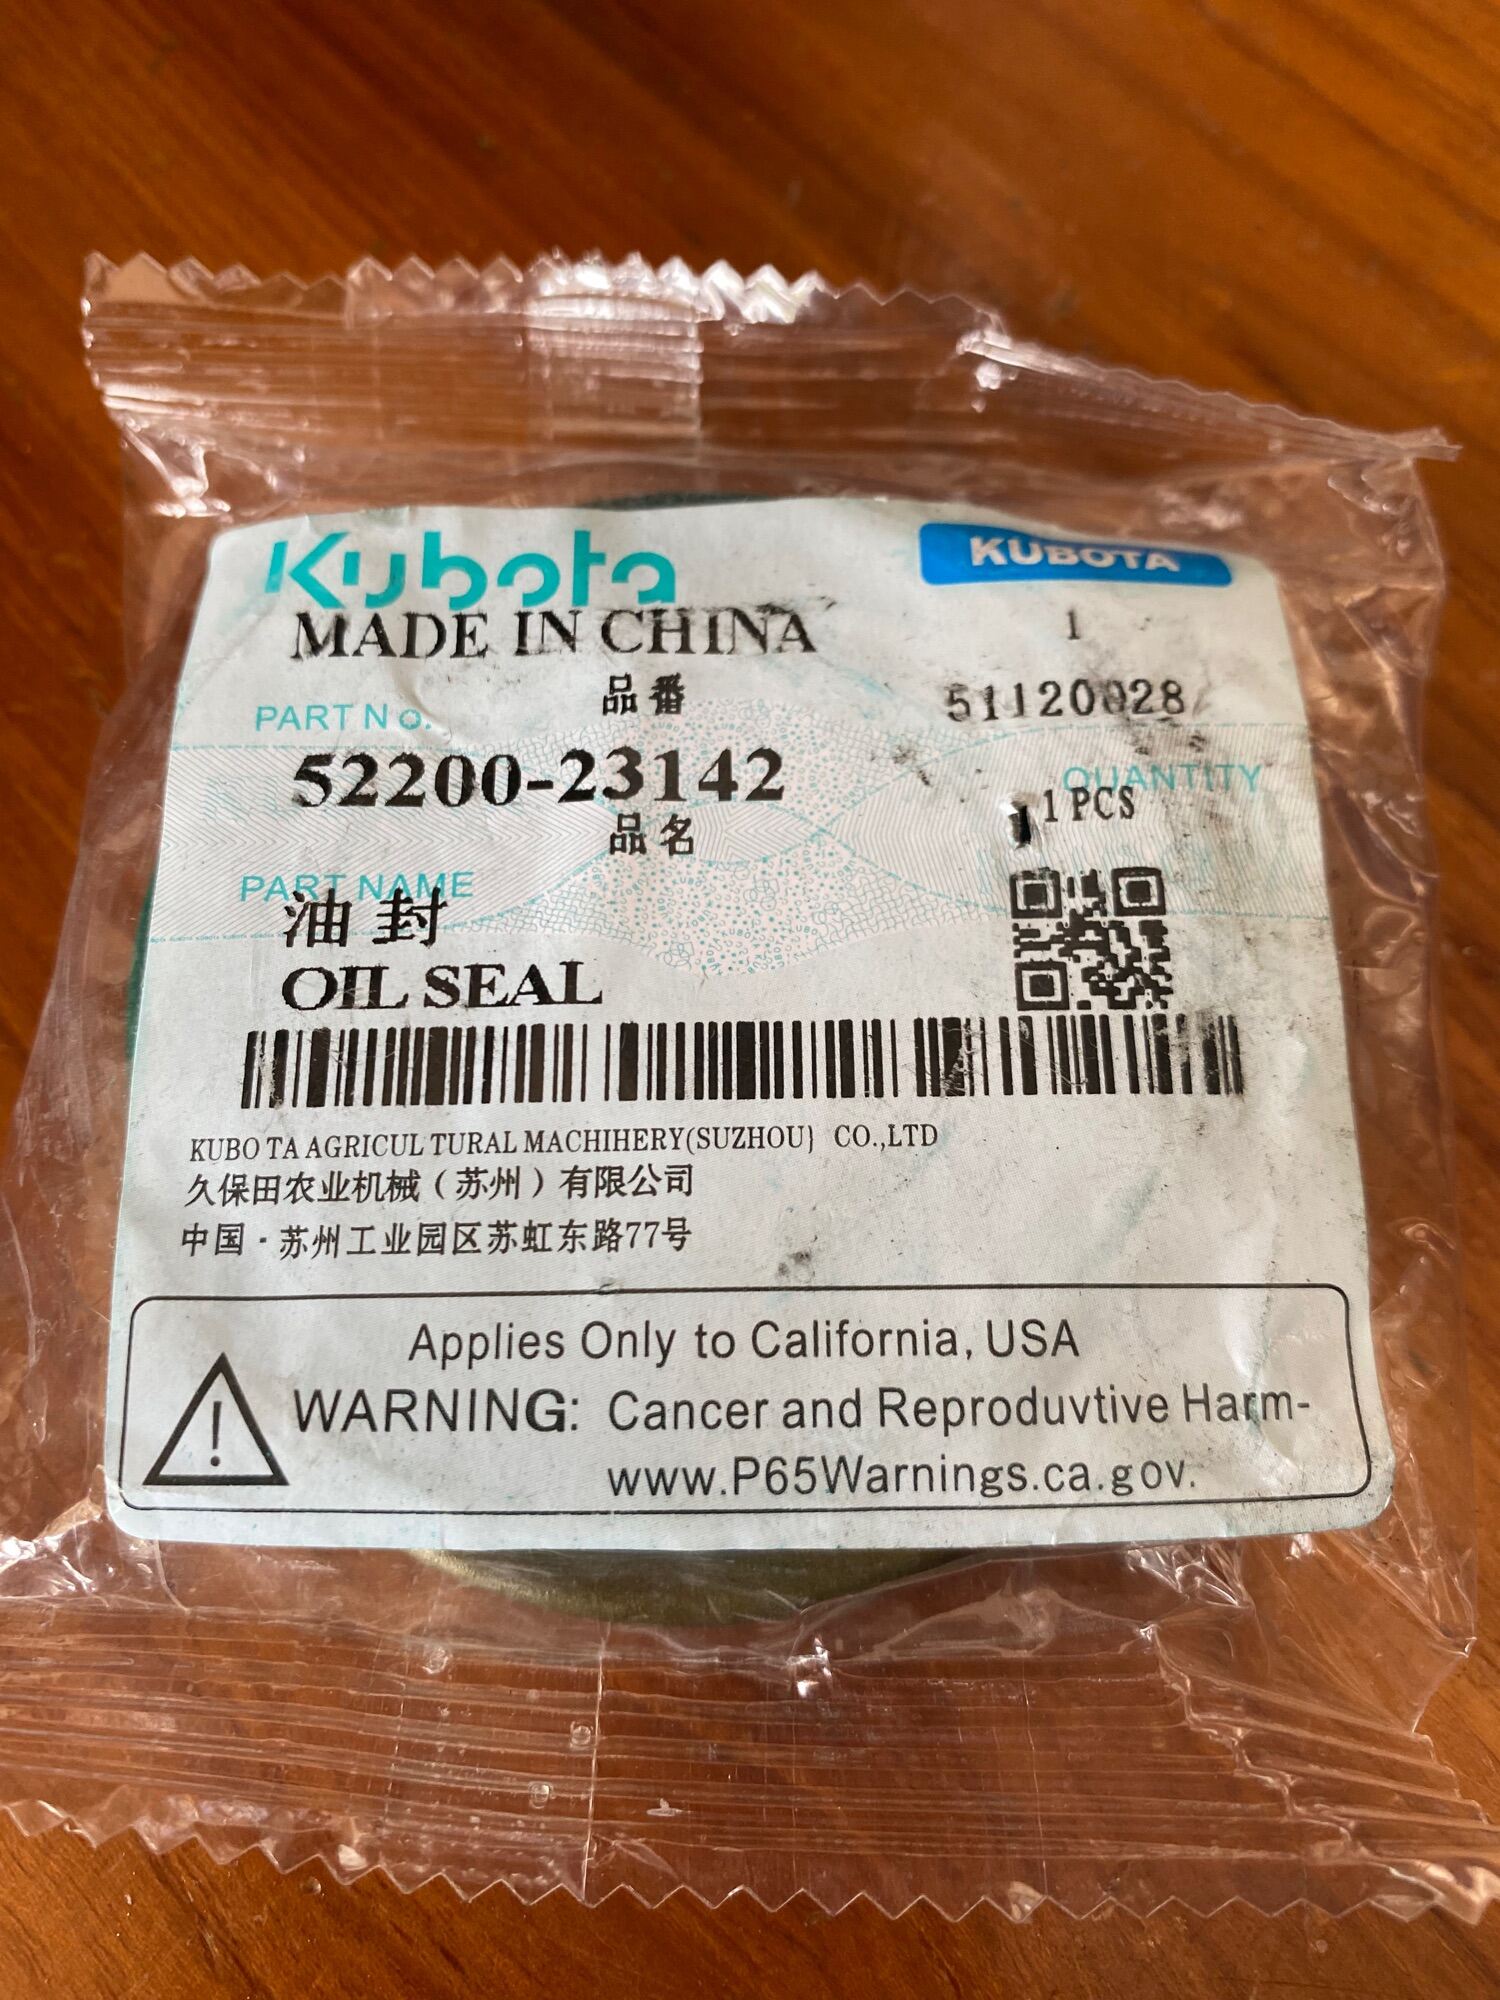 Kubota
KUBOTA
MADE IN CHINA
1
品番
51120028
PART No.
52200-23142
QUANTITY
1 PCS
品名
PART NAME
油封
OIL SEAL
KUBO TA AGRICUL TURAL MACHIHERY(SUZHOU} CO.,LTD
久保田农业机械（苏州）有限公司
中国·苏州工业园区苏虹东路77号
Applies Only to California, USA
WARNING: Cancer and Reproduvtive Harm-
www.P65Warnings.ca.gov.